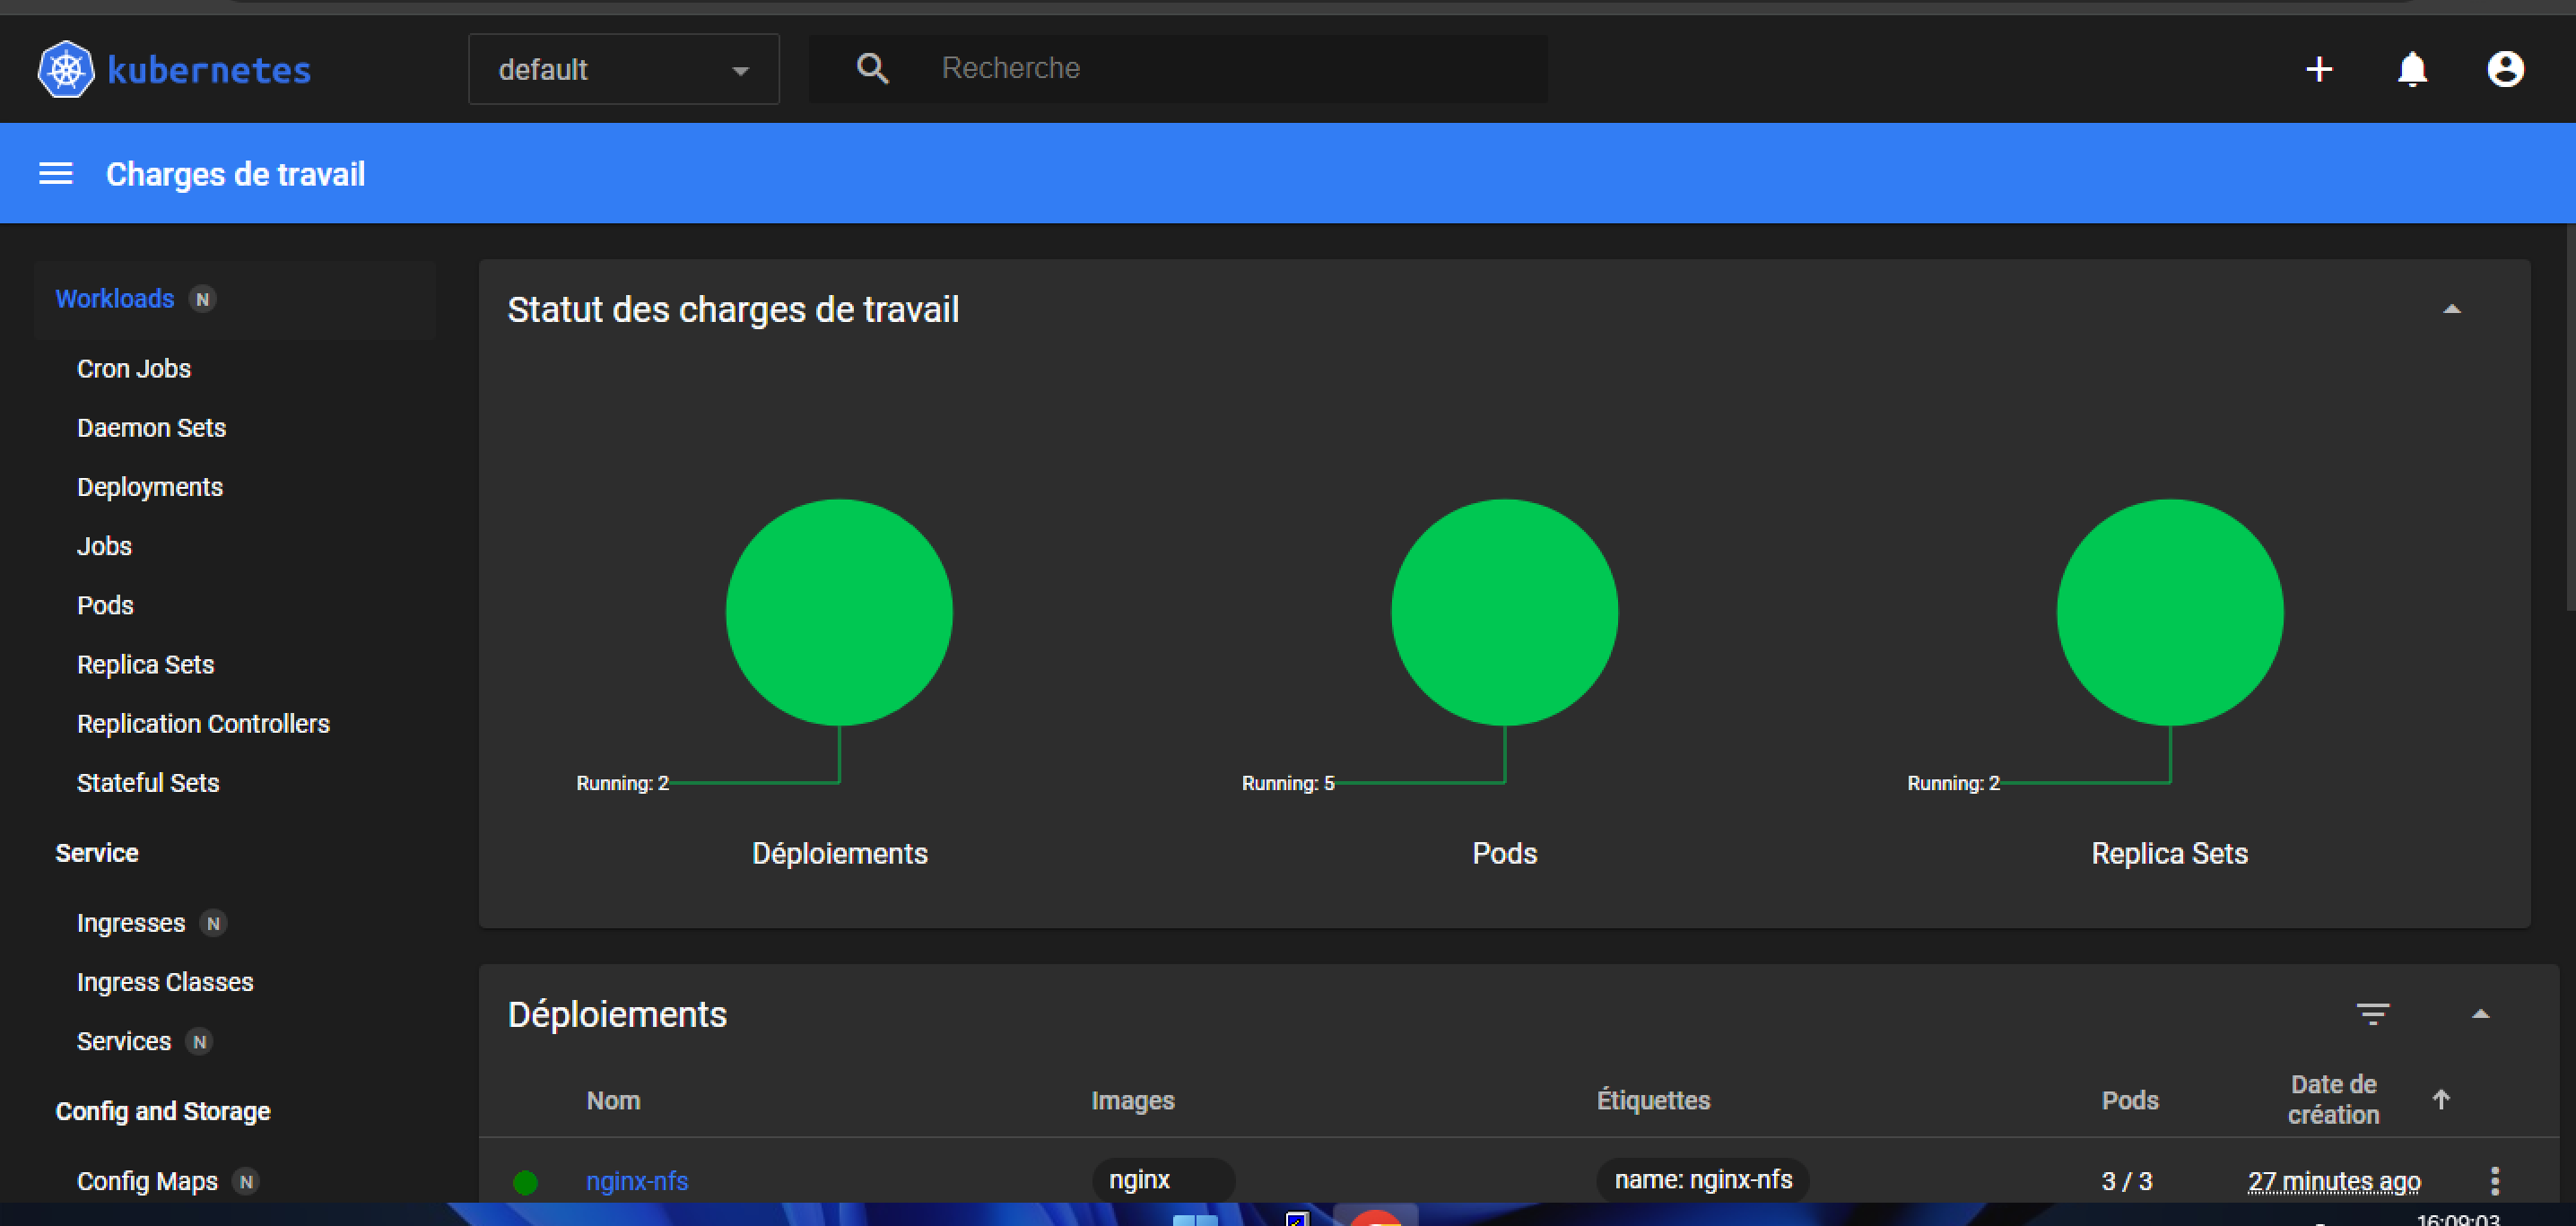 kubernetes
default
Recherche
Charges de travail
Workloads N
Cron Jobs
Daemon Sets
Deployments
Jobs
Pods
Replica Sets
Replication Controllers
Stateful Sets
Service
Ingresses N
Ingress Classes
Services N
Config and Storage
Config Maps N
Statut des charges de travail
Running: 2
Déploiements
Running: 5
Pods
Running: 2
Replica Sets
Déploiements
Nom Images Étiquettes Pods Date de
création
nginx-nfs nginx name: nginx-nfs 3 / 3 27 minutes ago
16:09:03